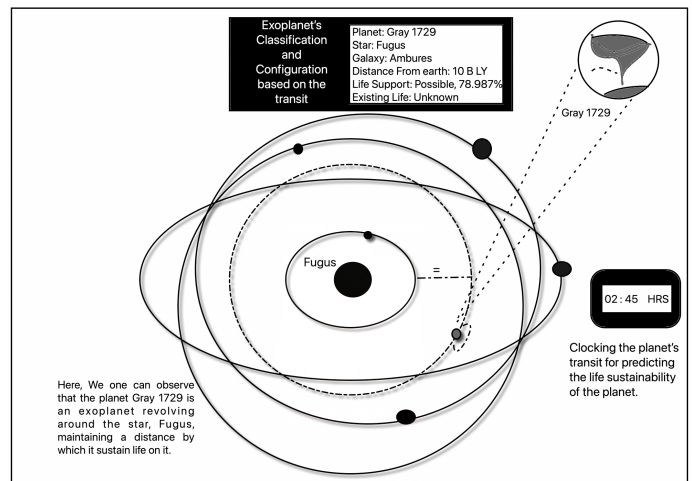 Exoplanet's
Classification
and
Configuration
based on the
transit
Planet: Gray 1729
Star: Fugus
Galaxy: Ambures
Distance From earth: 10 B LY
Life Support: Possible, 78.987%
Existing Life: Unknown
Gray 1729
Fugus
=
02 : 45 HRS
Clocking the planet's
transit for predicting
the life sustainability
of the planet.
Here, We one can observe
that the planet Gray 1729 is
an exoplanet revolving
around the star, Fugus,
maintaining a distance by
which it sustain life on it.